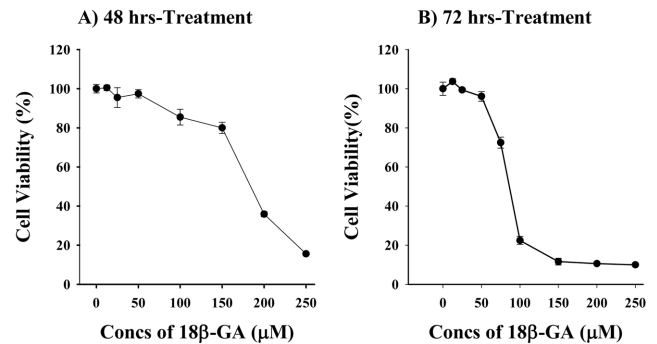 A) 48 hrs-Treatment
Cell Viability (%)
120
100
80
60
40
20
0
0 50 100 150 200 250
Concs of 18β-GA (μM)
B) 72 hrs-Treatment
Cell Viability(%)
120
100
80
60
40
20
0
0 50 100 150 200 250
Concs of 18β-GA (μM)